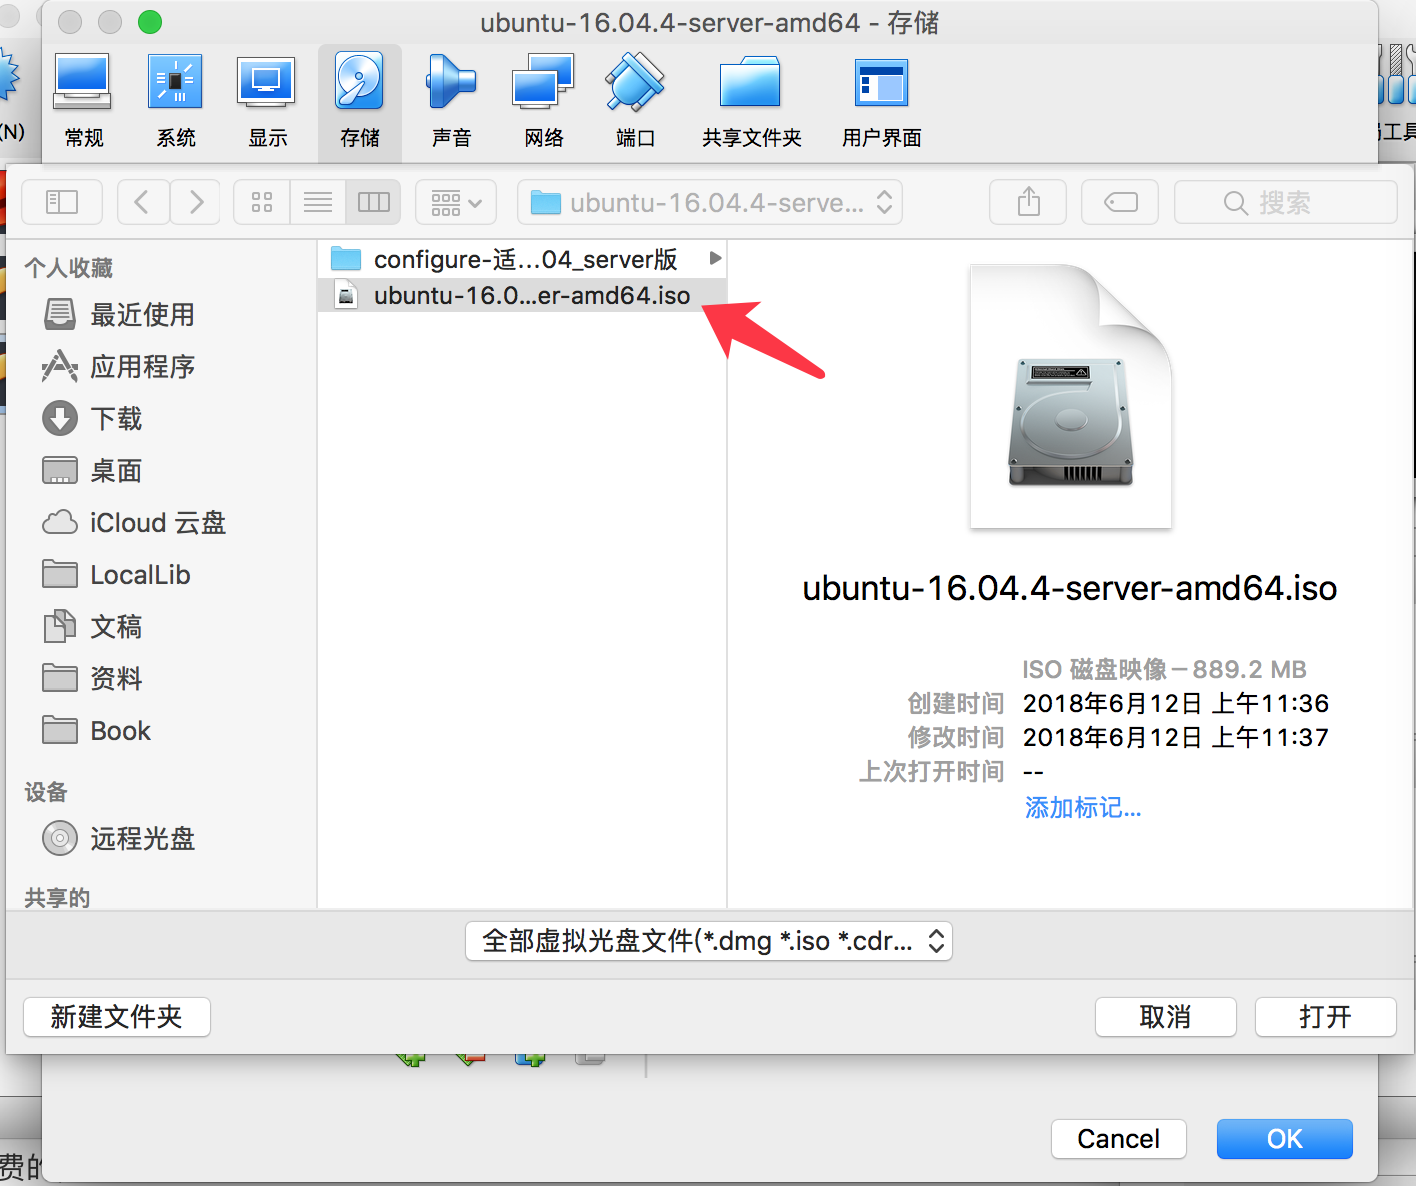 ubuntu-16.04.4-server-amd64 - 存储
常规 系统 显示 存储 声音 网络 端口 共享文件夹 用户界面
(N)
工具
ubuntu-16.04.4-serve... 搜索
个人收藏
最近使用
应用程序
下载
桌面
iCloud 云盘
LocalLib
文稿
资料
Book
设备
远程光盘
共享的
configure-适...04_server版
ubuntu-16.0...er-amd64.iso
ubuntu-16.04.4-server-amd64.iso
ISO 磁盘映像 – 889.2 MB
创建时间 2018年6月12日 上午11:36
修改时间 2018年6月12日 上午11:37
上次打开时间 --
添加标记...
全部虚拟光盘文件(*.dmg *.iso *.cdr...
新建文件夹 取消 打开
Cancel OK
费的